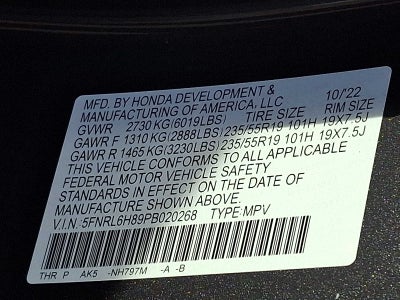 MFD. BY HONDA DEVELOPMENT &
MANUFACTURING OF AMERICA, LLC 10/'22
GVWR 2730 KG(6019LBS) TIRE SIZE RIM SIZE
GAWR F 1310 KG(2888LBS) 235/55R19 101H 19X7.5J
GAWR R 1465 KG(3230LBS) 235/55R19 101H 19X7.5J
THIS VEHICLE CONFORMS TO ALL APPLICABLE
FEDERAL MOTOR VEHICLE SAFETY
STANDARDS IN EFFECT ON THE DATE OF
MANUFACTURE SHOWN ABOVE.
V.I.N.:5FNRL6H89PB020268 TYPE:MPV
THR P AK5 -NH797M -A -B